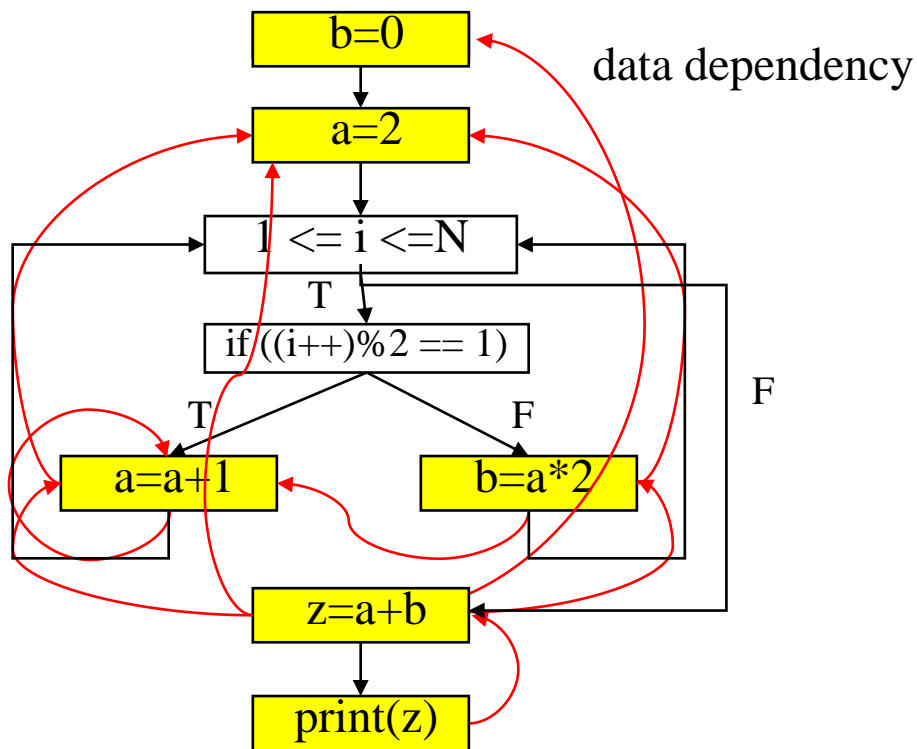 b=0
data dependency
a=2
1 <= i <=N
T
if ((i++)%2 == 1)
F
T
F
a=a+1
b=a*2
z=a+b
print(z)